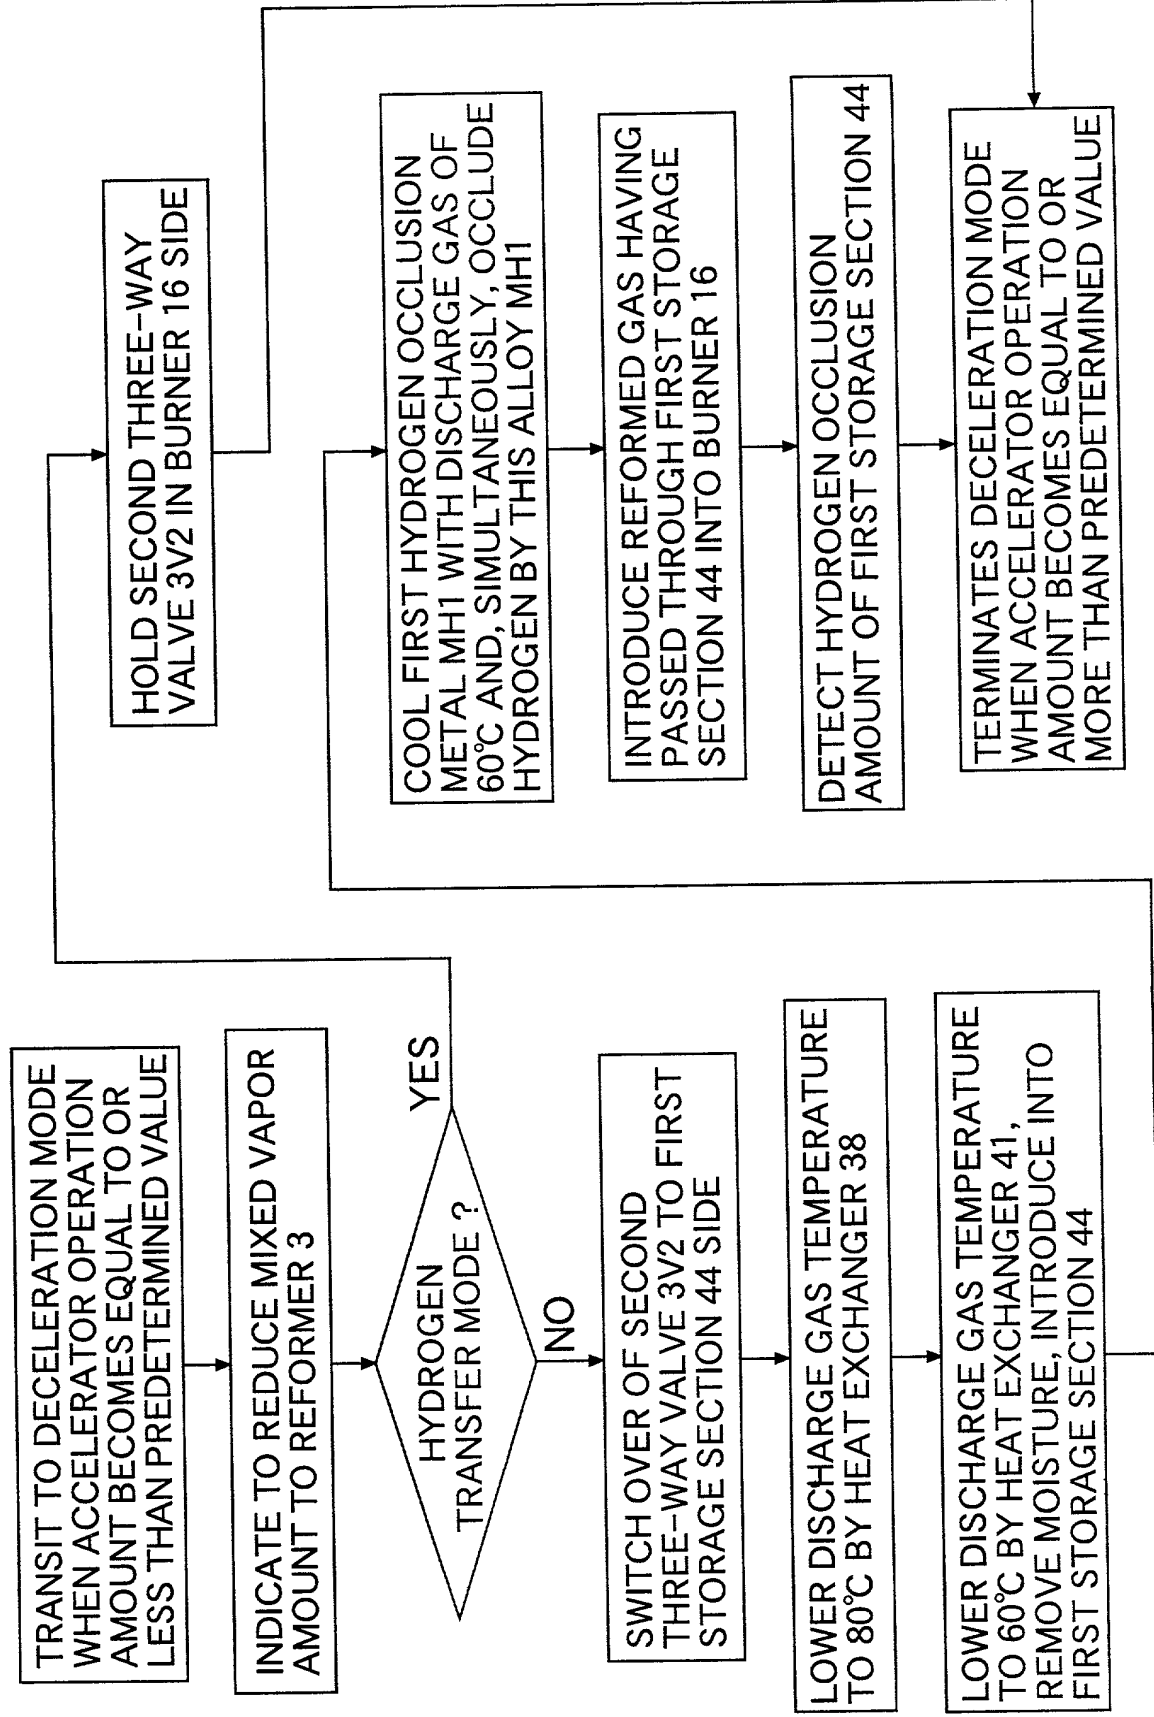 TRANSIT TO DECELERATION MODE
WHEN ACCELERATOR OPERATION
AMOUNT BECOMES EQUAL TO OR
LESS THAN PREDETERMINED VALUE
INDICATE TO REDUCE MIXED VAPOR
AMOUNT TO REFORMER 3
HYDROGEN
TRANSFER MODE ?
YES
NO
SWITCH OVER OF SECOND
THREE-WAY VALVE 3V2 TO FIRST
STORAGE SECTION 44 SIDE
LOWER DISCHARGE GAS TEMPERATURE
TO 80℃ BY HEAT EXCHANGER 38
LOWER DISCHARGE GAS TEMPERATURE
TO 60℃ BY HEAT EXCHANGER 41,
REMOVE MOISTURE, INTRODUCE INTO
FIRST STORAGE SECTION 44
HOLD SECOND THREE-WAY
VALVE 3V2 IN BURNER 16 SIDE
COOL FIRST HYDROGEN OCCLUSION
METAL MH1 WITH DISCHARGE GAS OF
60℃ AND, SIMULTANEOUSLY, OCCLUDE
HYDROGEN BY THIS ALLOY MH1
INTRODUCE REFORMED GAS HAVING
PASSED THROUGH FIRST STORAGE
SECTION 44 INTO BURNER 16
DETECT HYDROGEN OCCLUSION
AMOUNT OF FIRST STORAGE SECTION 44
TERMINATES DECELERATION MODE
WHEN ACCELERATOR OPERATION
AMOUNT BECOMES EQUAL TO OR
MORE THAN PREDETERMINED VALUE